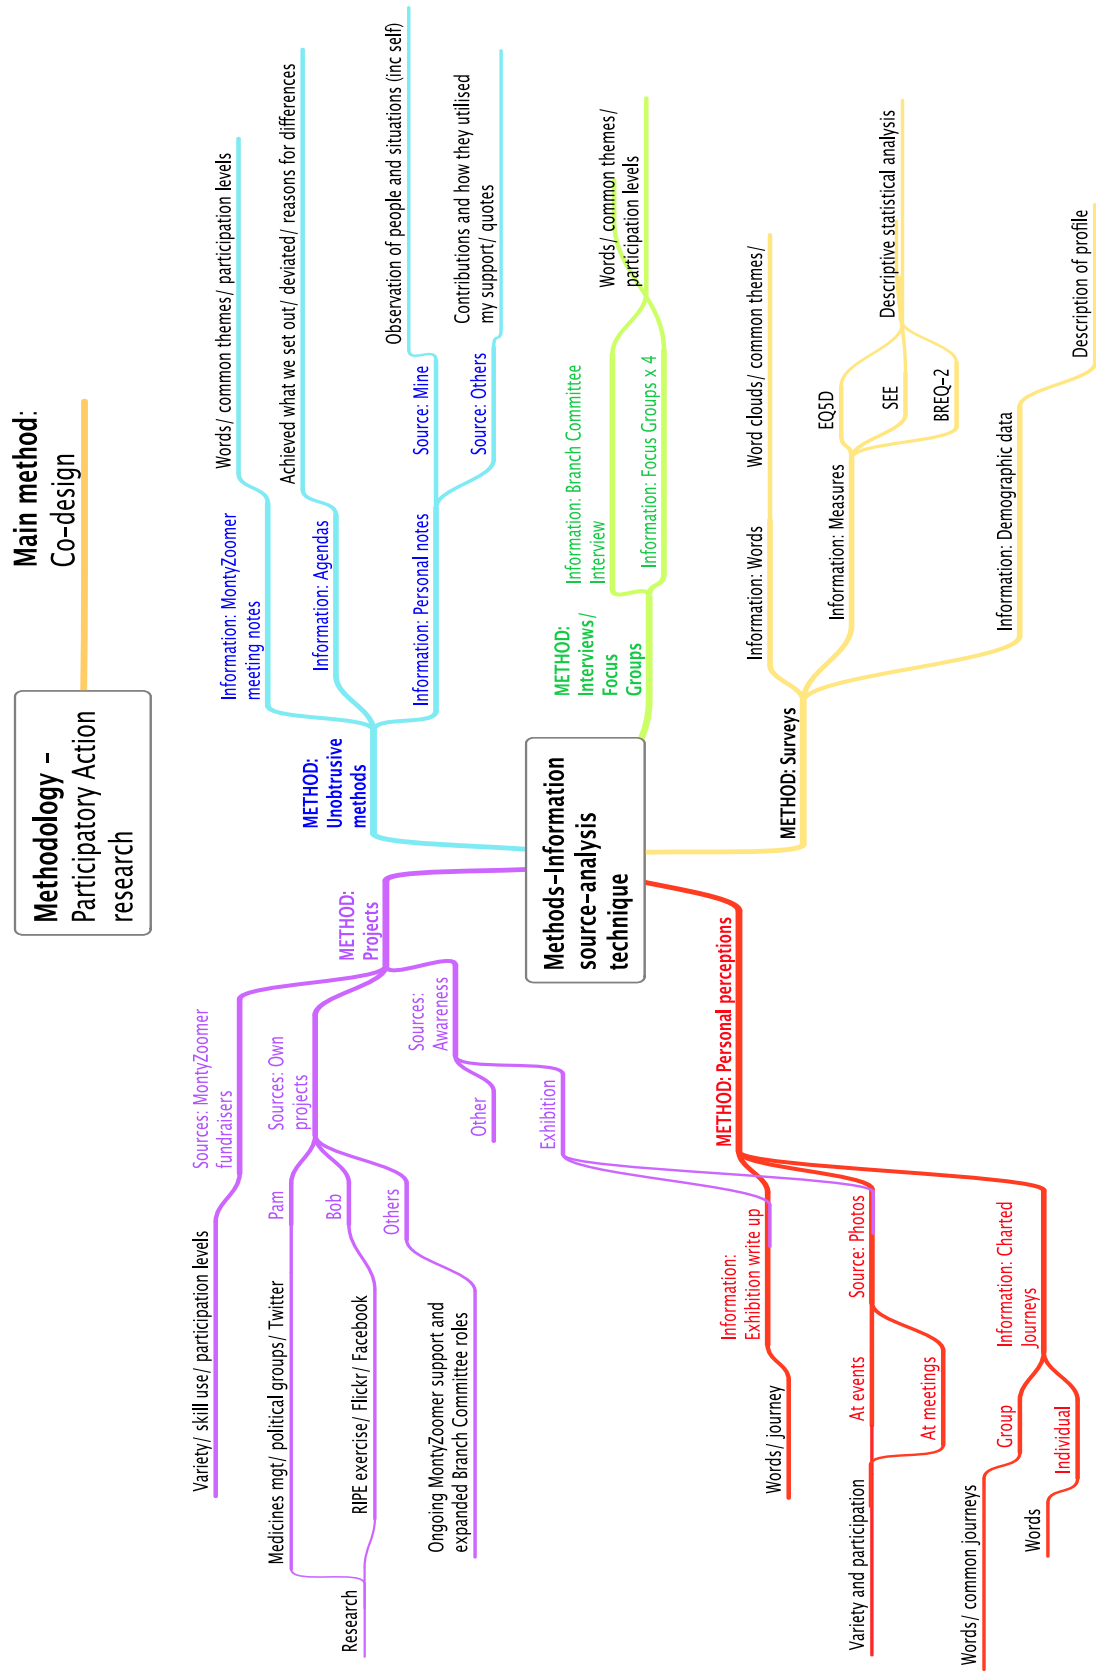 Methodology -
Participatory Action
research
Main method:
Co-design
Methods-Information
source-analysis
technique
METHOD:
Unobtrusive
methods
Information: MontyZoomer
meeting notes
Words/ common themes/ participation levels
Information: Agendas
Achieved what we set out/ deviated/ reasons for differences
Information: Personal notes
Source: Mine
Observation of people and situations (inc self)
Source: Others
Contributions and how they utilised
my support/ quotes
METHOD:
Interviews/
Focus
Groups
Information: Branch Committee
Interview
Information: Focus Groups x 4
Words/ common themes/
participation levels
METHOD: Surveys
Information: Words
Word clouds/ common themes/
Information: Measures
EQ5D
SEE
BREQ-2
Descriptive statistical analysis
Information: Demographic data
Description of profile
METHOD:
Projects
Sources: MontyZoomer
fundraisers
Variety/ skill use/ participation levels
Sources: Own
projects
Pam
Medicines mgt/ political groups/ Twitter
Bob
RIPE exercise/ Flickr/ Facebook
Research
Others
Ongoing MontyZoomer support and
expanded Branch Committee roles
Sources:
Awareness
Other
Exhibition
METHOD: Personal perceptions
Information:
Exhibition write up
Words/ journey
Source: Photos
At events
At meetings
Variety and participation
Information: Charted
Journeys
Group
Words/ common journeys
Individual
Words